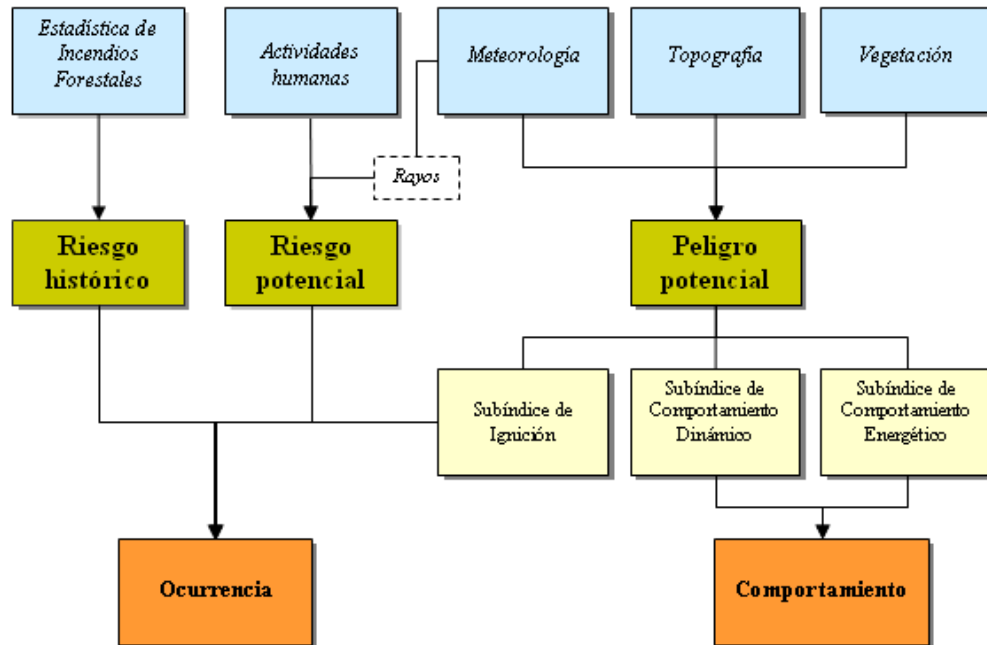 Estadística de
Incendios
Forestales
Actividades
humanas
Meteorología
Topografia
Vegetación
Rayos
Riesgo
histórico
Riesgo
potencial
Peligro
potencial
Subíndice de
Ignición
Subíndice de
Comportamiento
Dinámico
Subíndice de
Comportamiento
Energético
Ocurrencia
Comportamiento